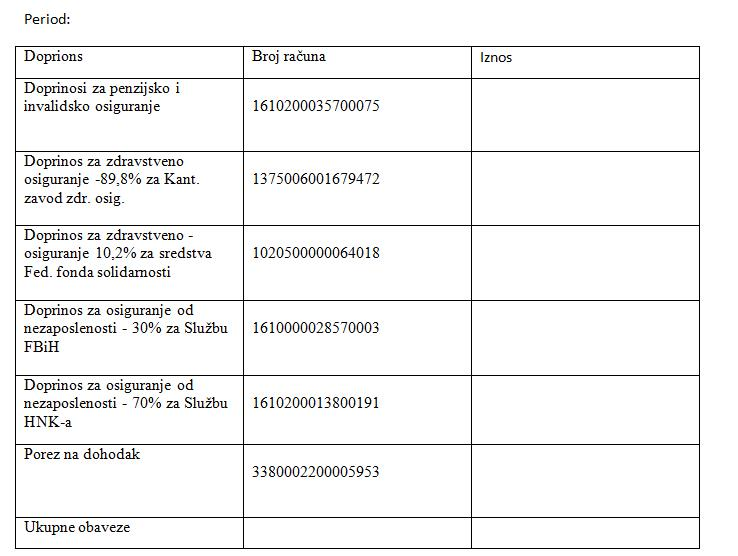 Period:
Doprions Broj računa Iznos
Doprinosi za penzijsko i
invalidsko osiguranje 1610200035700075
Doprinos za zdravstveno
osiguranje -89,8% za Kant. 1375006001679472
zavod zdr. osig.
Doprinos za zdravstveno -
osiguranje 10,2% za sredstva 1020500000064018
Fed. fonda solidarnosti
Doprinos za osiguranje od
nezaposlenosti - 30% za Službu 1610000028570003
FBiH
Doprinos za osiguranje od
nezaposlenosti - 70% za Službu 1610200013800191
HNK-a
Porez na dohodak
3380002200005953
Ukupne obaveze